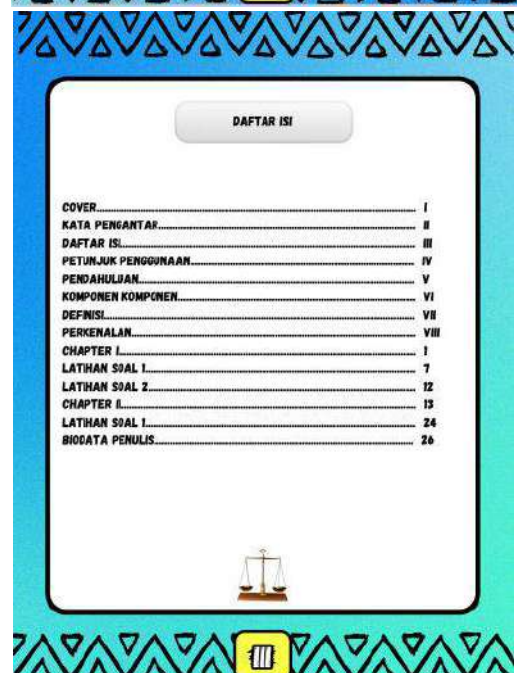 DAFTAR ISI
COVER................................ I
KATA PENGANTAR................................ II
DAFTAR ISI................................ III
PETUNJUK PENGGUNAAN................................ IV
PENDAHULUAN................................ V
KOMPONEN KOMPONEN................................ VI
DEFINISI................................ VII
PERKENALAN................................ VIII
CHAPTER I................................ 1
LATIHAN SOAL 1................................ 7
LATIHAN SOAL 2................................ 12
CHAPTER II................................ 13
LATIHAN SOAL 1................................ 24
BIODATA PENULIS................................ 26
III